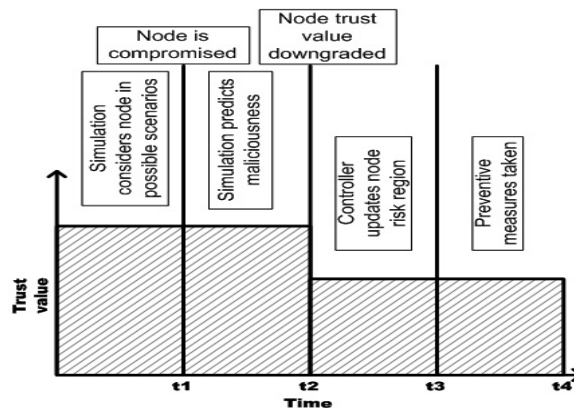 Node is
compromised
Node trust
value
downgraded
Simulation
considers node in
possible scenarios
Simulation predicts
maliciousness
Controller
updates node
risk region
Preventive
measures taken
Trust
value
t1
t2
t3
t4
Time